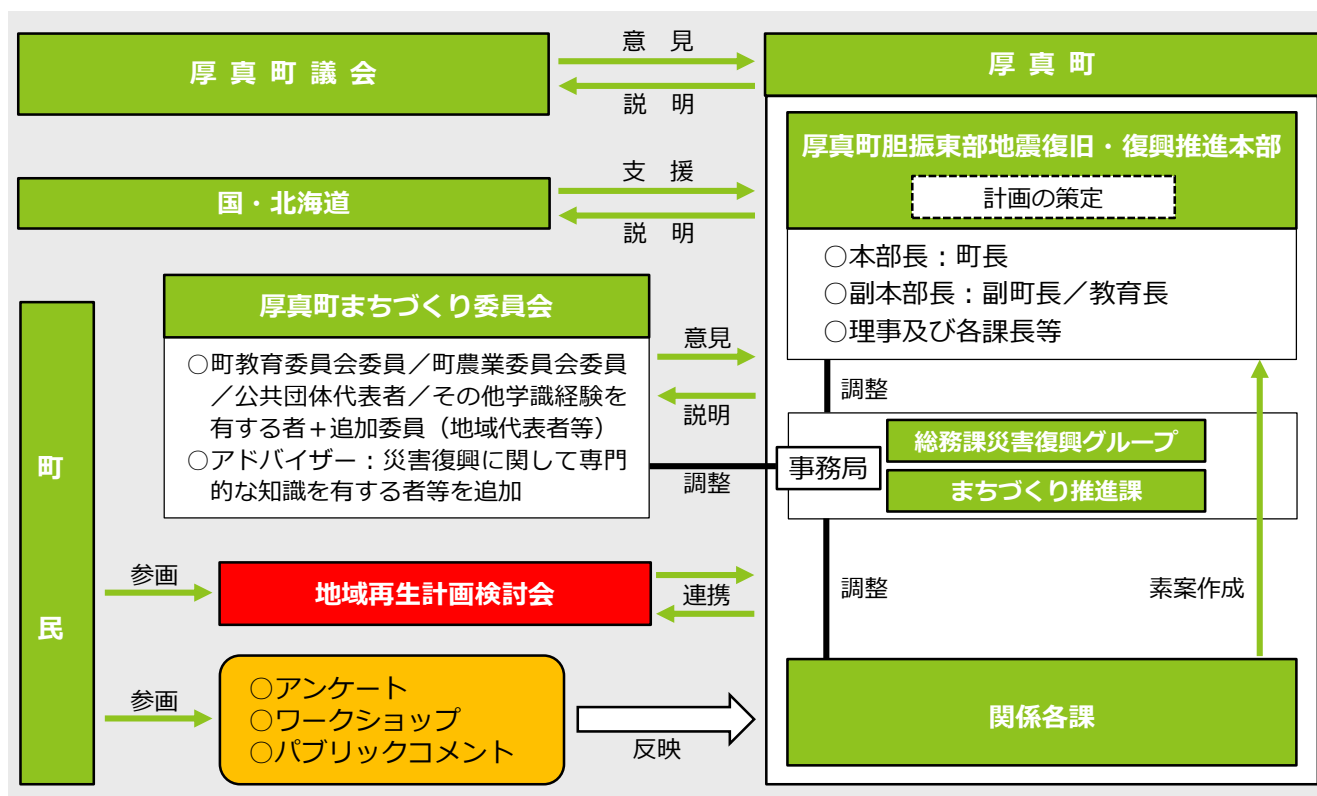 厚真町議会
意見
説明
国・北海道
支援
説明
町民
厚真町まちづくり委員会
○町教育委員会委員／町農業委員会委員
／公共団体代表者／その他学識経験を
有する者＋追加委員（地域代表者等）
○アドバイザー：災害復興に関して専門
的な知識を有する者等を追加
意見
説明
調整
参画
地域再生計画検討会
連携
参画
○アンケート
○ワークショップ
○パブリックコメント
反映
厚真町
厚真町胆振東部地震復旧・復興推進本部
計画の策定
○本部長：町長
○副本部長：副町長／教育長
○理事及び各課長等
調整
事務局
総務課災害復興グループ
まちづくり推進課
調整
素案作成
関係各課